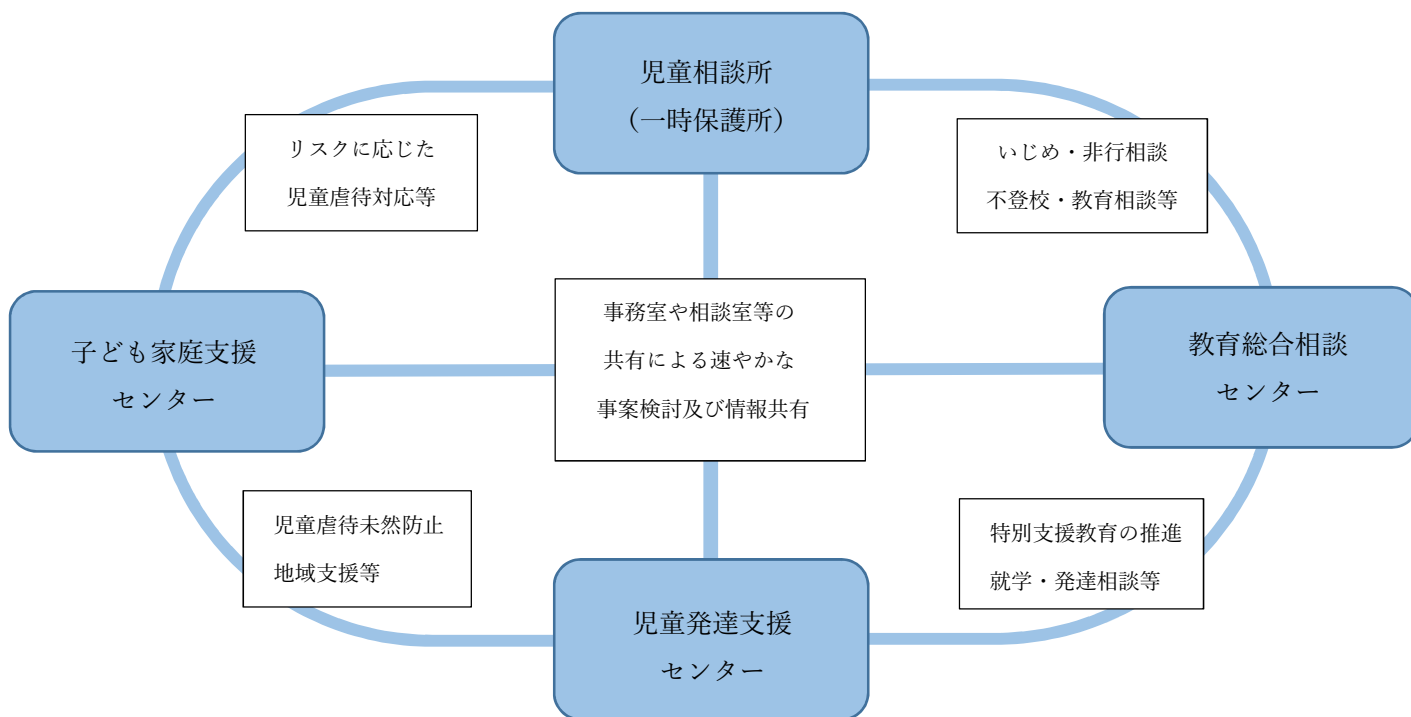 児童相談所
（一時保護所）
リスクに応じた
児童虐待対応等
いじめ・非行相談
不登校・教育相談等
子ども家庭支援
センター
事務室や相談室等の
共有による速やかな
事案検討及び情報共有
教育総合相談
センター
児童虐待未然防止
地域支援等
特別支援教育の推進
就学・発達相談等
児童発達支援
センター